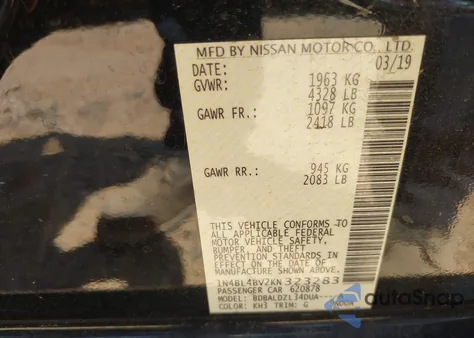 MFD BY NISSAN MOTOR CO., LTD.
DATE: 03/19
GVWR: 1963 KG
4328 LB
GAWR FR.: 1097 KG
2418 LB
GAWR RR.: 945 KG
2083 LB
THIS VEHICLE CONFORMS TO
ALL APPLICABLE FEDERAL
MOTOR VEHICLE SAFETY,
BUMPER, AND THEFT
PREVENTION STANDARDS IN
EFFECT ON THE DATE OF
MANUFACTURE SHOWN ABOVE.
1N4BL4BV2KN323283
PASSENGER CAR 620878
MODEL: BDBALDZL34DUA----
COLOR: KH3 TRIM: G
AutoSnap